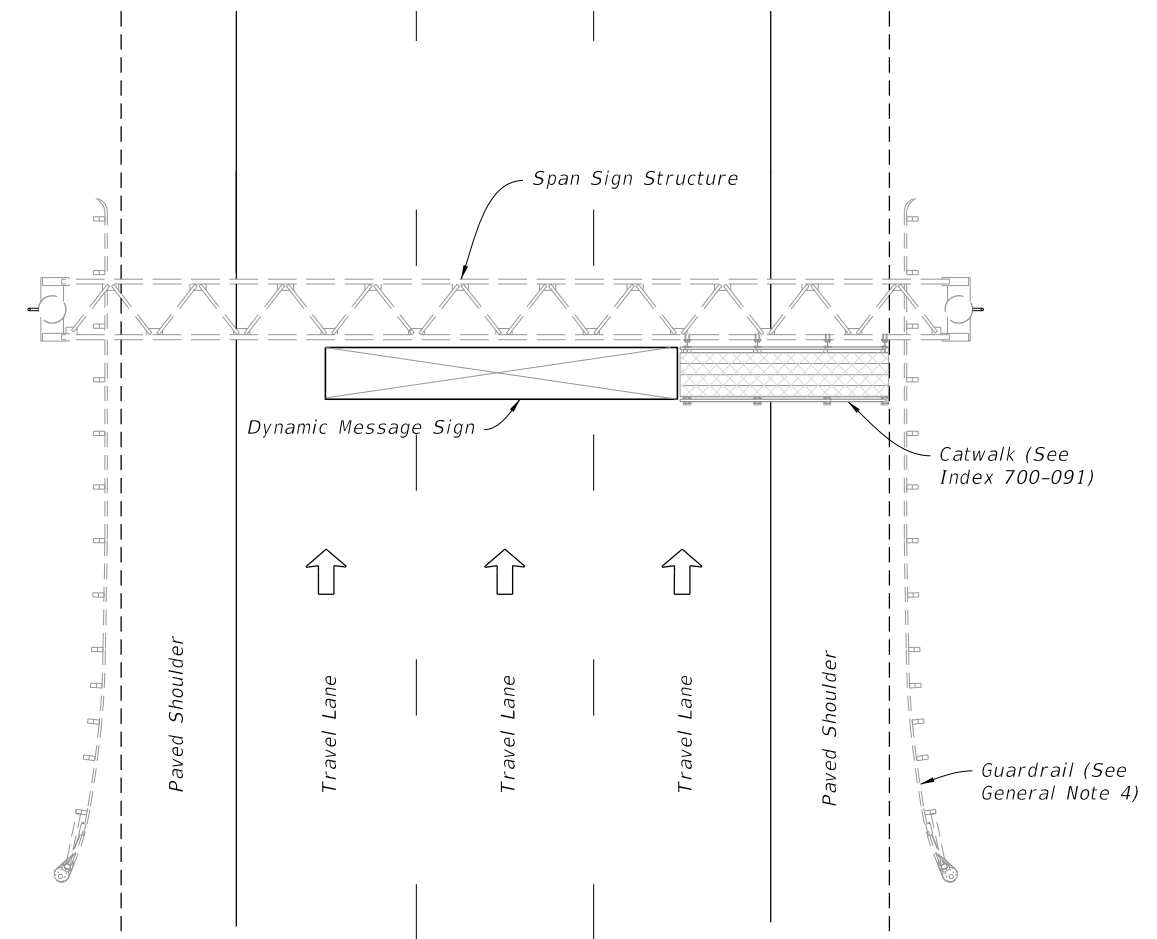 Span Sign Structure
Dynamic Message Sign
Catwalk (See
Index 700-091)
Paved Shoulder
Travel Lane
Travel Lane
Travel Lane
Paved Shoulder
Guardrail (See
General Note 4)